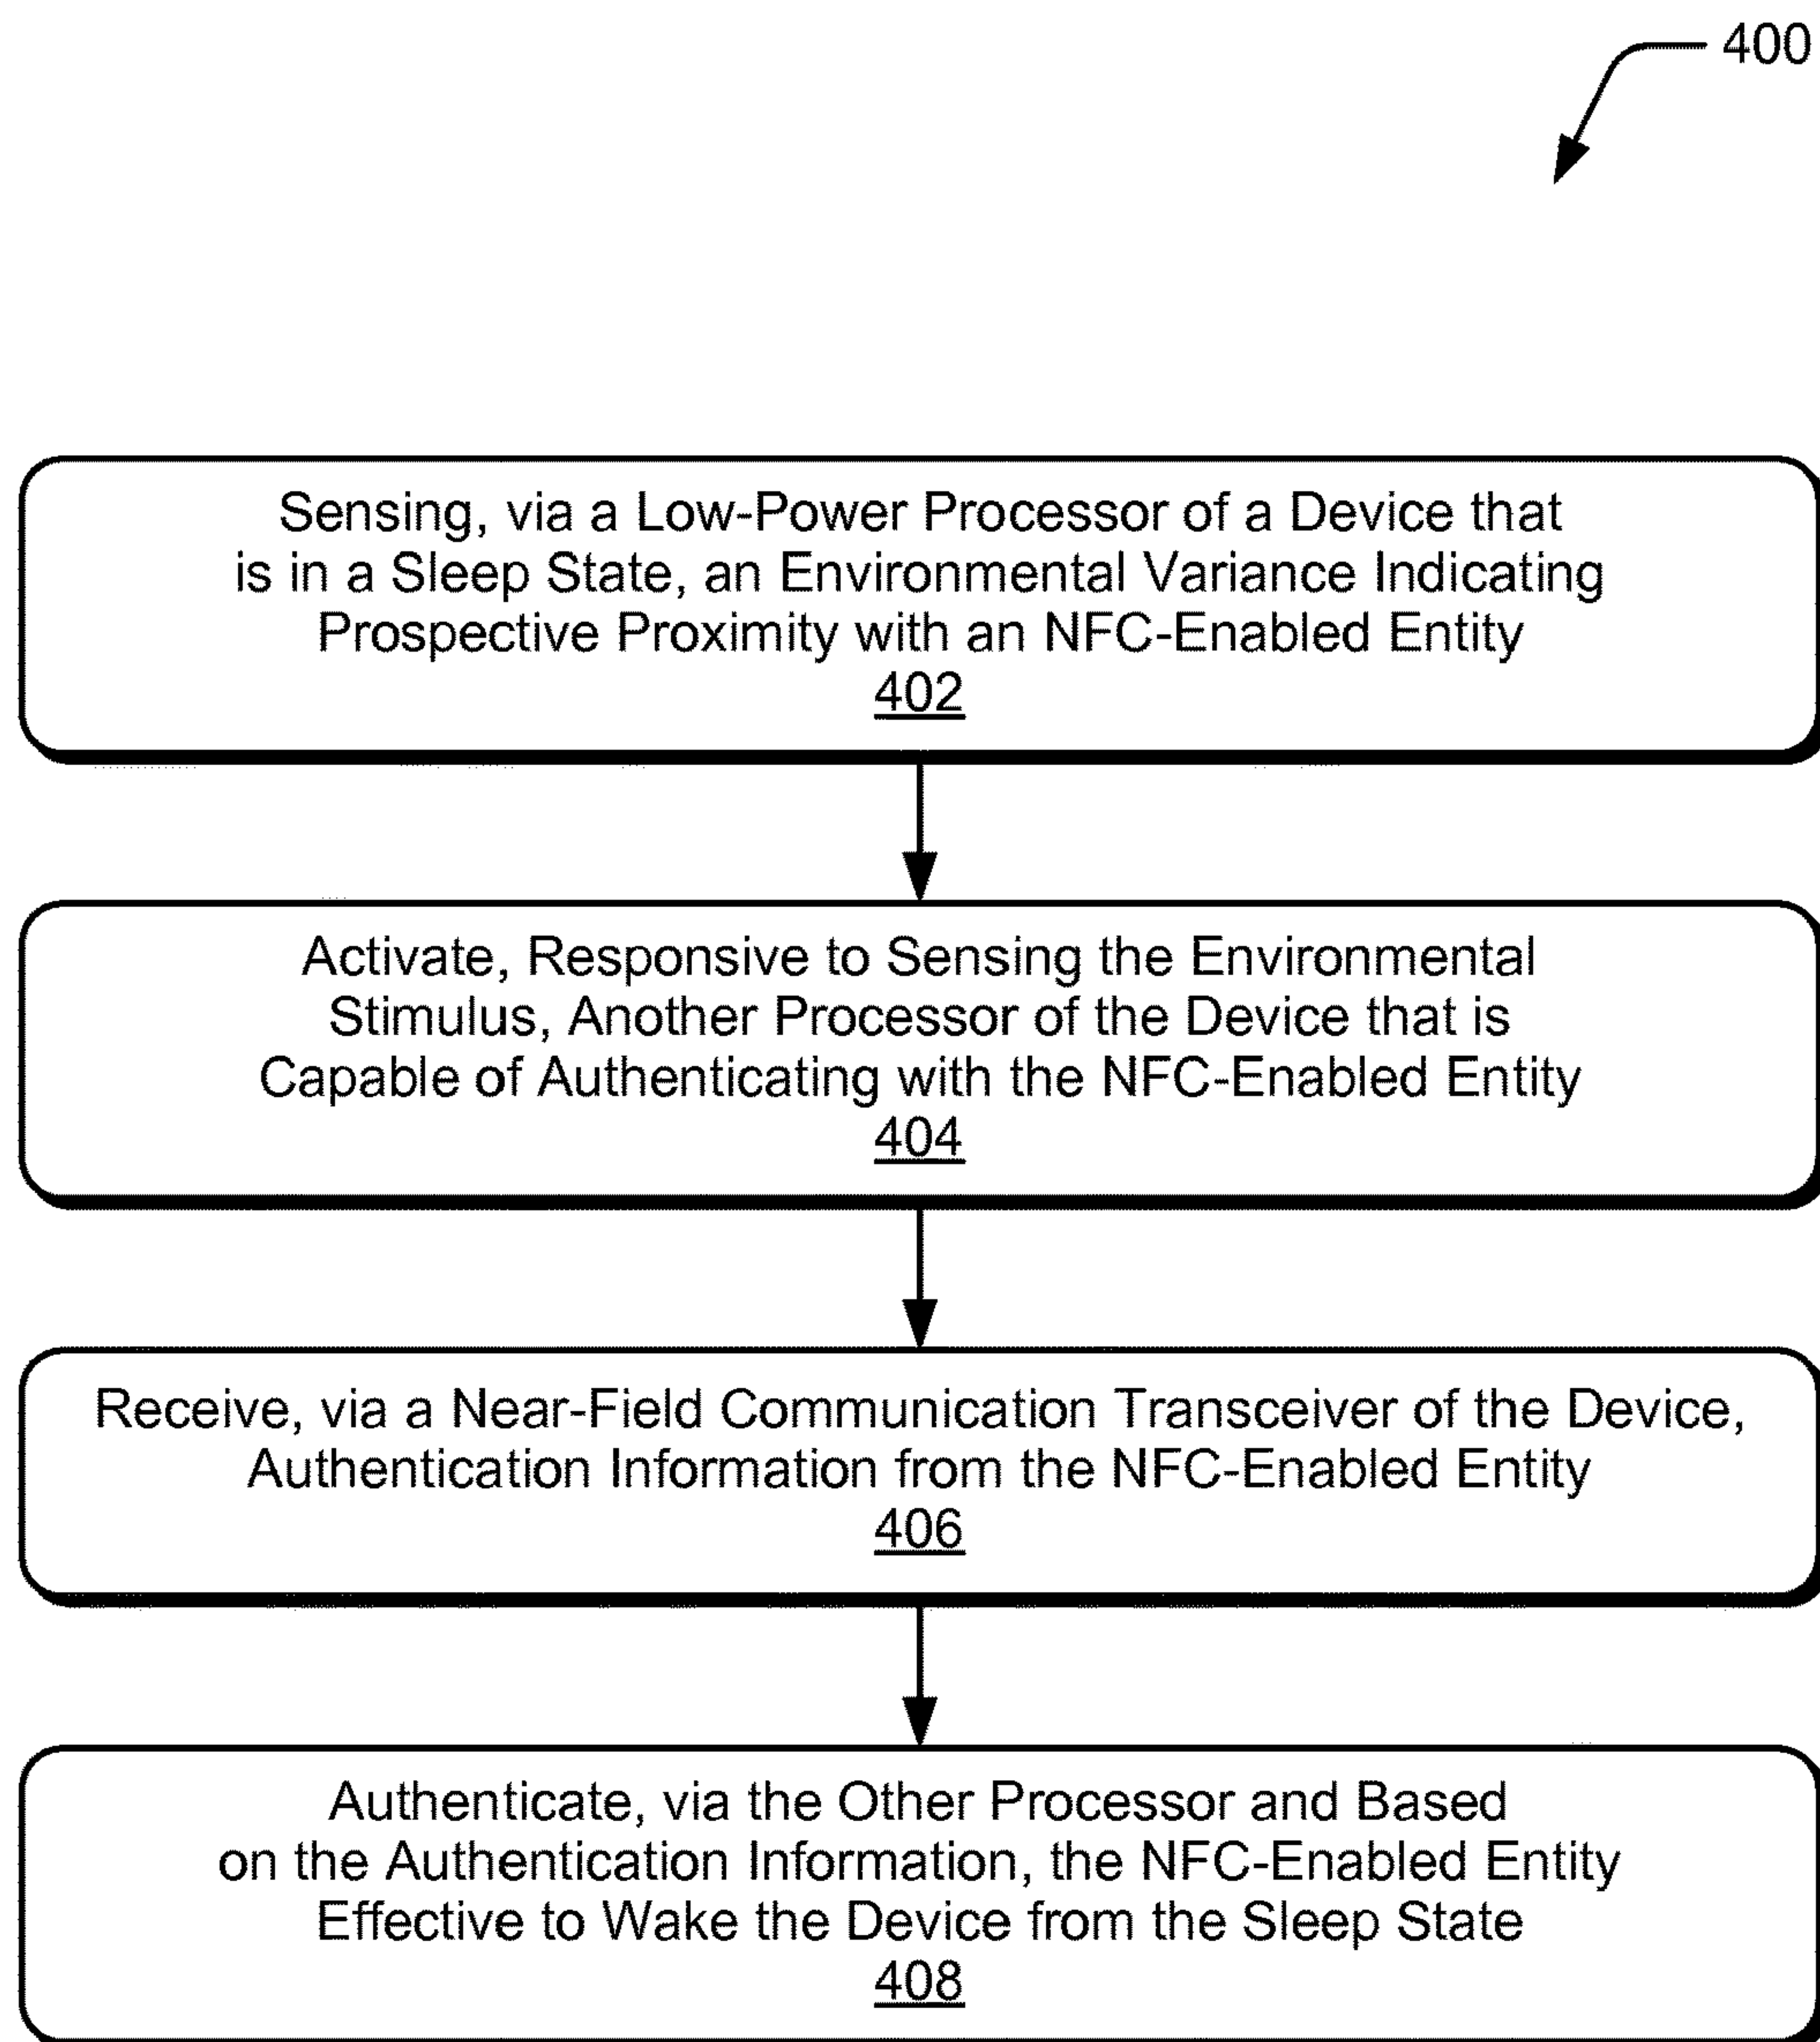 400
Sensing, via a Low-Power Processor of a Device that
is in a Sleep State, an Environmental Variance Indicating
Prospective Proximity with an NFC-Enabled Entity
402
Activate, Responsive to Sensing the Environmental
Stimulus, Another Processor of the Device that is
Capable of Authenticating with the NFC-Enabled Entity
404
Receive, via a Near-Field Communication Transceiver of the Device,
Authentication Information from the NFC-Enabled Entity
406
Authenticate, via the Other Processor and Based
on the Authentication Information, the NFC-Enabled Entity
Effective to Wake the Device from the Sleep State
408